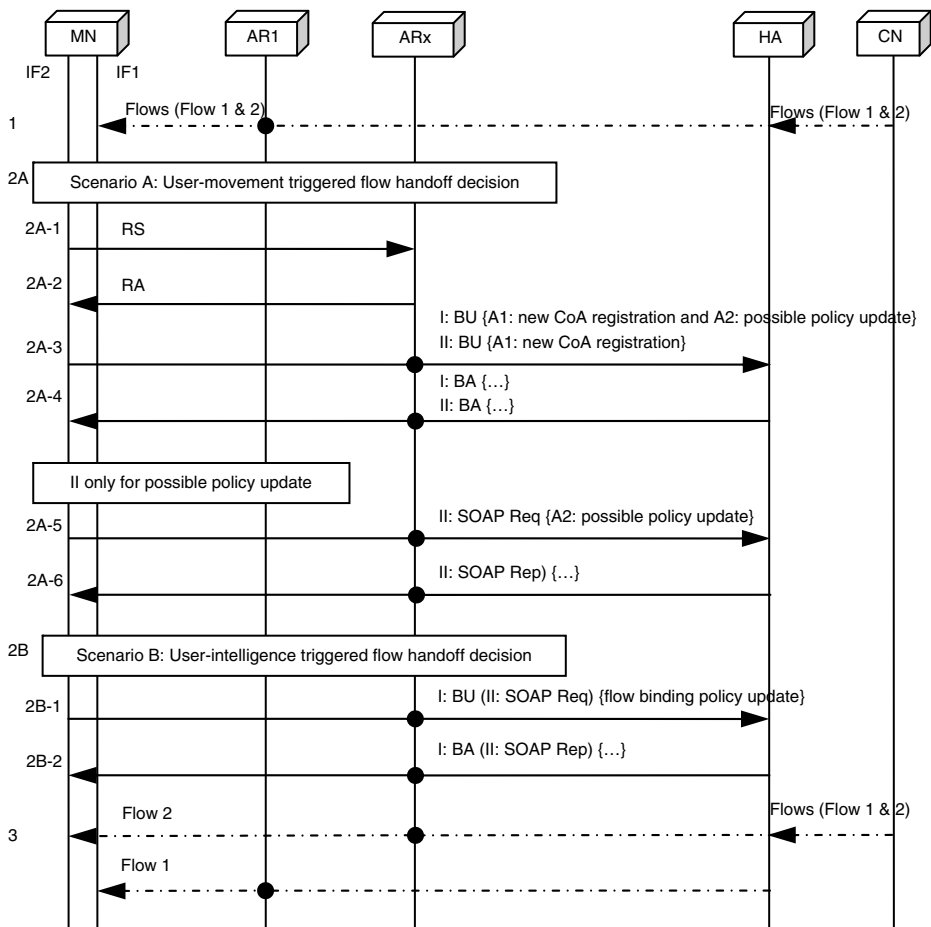 MN
AR1
ARx
HA
CN
IF2
IF1
Flows (Flow 1 & 2)
Flows (Flow 1 & 2)
1
2A
Scenario A: User-movement triggered flow handoff decision
2A-1
RS
2A-2
RA
I: BU {A1: new CoA registration and A2: possible policy update}
2A-3
II: BU {A1: new CoA registration}
I: BA {…}
2A-4
II: BA {…}
II only for possible policy update
2A-5
II: SOAP Req {A2: possible policy update}
2A-6
II: SOAP Rep) {…}
2B
Scenario B: User-intelligence triggered flow handoff decision
2B-1
I: BU (II: SOAP Req) {flow binding policy update}
2B-2
I: BA (II: SOAP Rep) {…}
3
Flow 2
Flows (Flow 1 & 2)
Flow 1